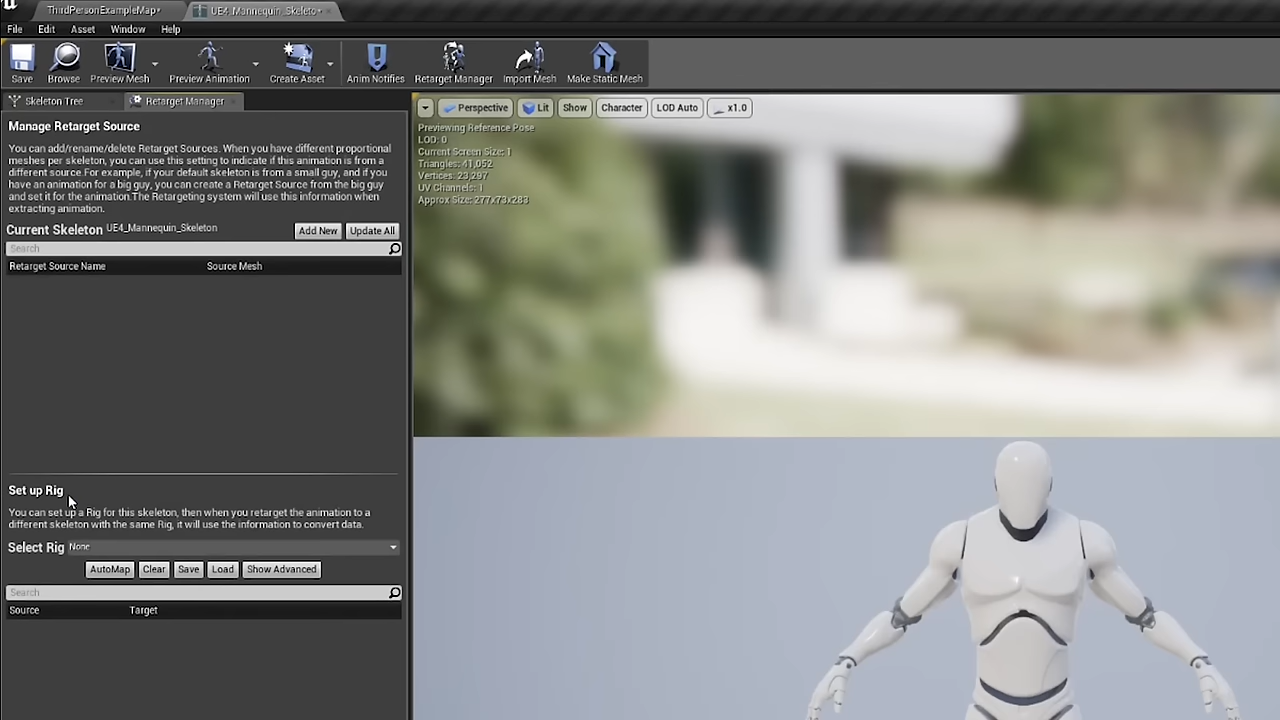 ThirdPersonExampleMap*
UE4_Mannequin_Skeleto*
File Edit Asset Window Help
Save Browse Preview Mesh Preview Animation Create Asset Anim Notifies Retarget Manager Import Mesh Make Static Mesh
Skeleton Tree Retarget Manager
Manage Retarget Source
You can add/rename/delete Retarget Sources. When you have different proportional
meshes per skeleton, you can use this setting to indicate if this animation is from a
different source.For example, if your default skeleton is from a small guy, and if you
have an animation for a big guy, you can create a Retarget Source from the big guy
and set it for the animation.The Retargeting system will use this information when
extracting animation.
Current Skeleton UE4_Mannequin_Skeleton Add New Update All
Search
Retarget Source Name Source Mesh
Set up Rig
You can set up a Rig for this skeleton, then when you retarget the animation to a
different skeleton with the same Rig, it will use the information to convert data.
Select Rig None
AutoMap Clear Save Load Show Advanced
Search
Source Target
Perspective Lit Show Character LOD Auto x1.0
Previewing Reference Pose
LOD: 0
Current Screen Size: 1
Triangles: 41,052
Vertices: 23,297
UV Channels: 1
Approx Size: 277x73x283